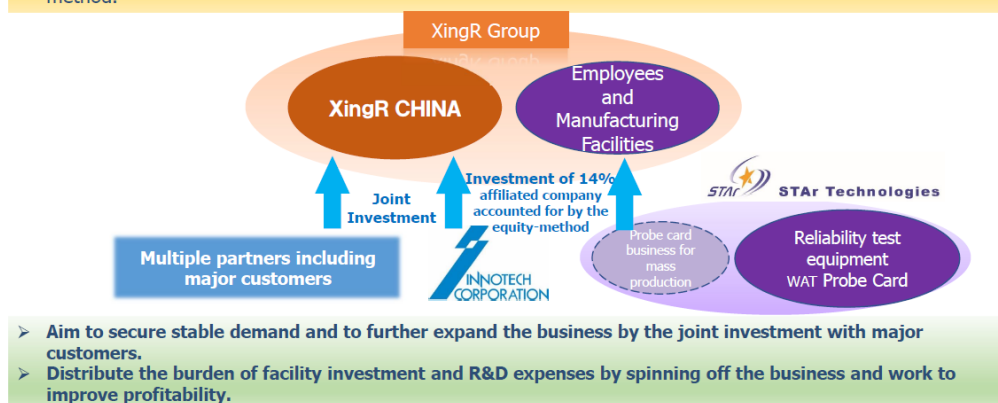 method.
XingR Group
XingR CHINA
Employees
and
Manufacturing
Facilities
Joint
Investment
Investment of 14%
affiliated company
accounted for by the
equity-method
STAr
STAr Technologies
Multiple partners including
major customers
INNOTECH
CORPORATION
Probe card
business for
mass
production
Reliability test
equipment
WAT Probe Card
➢ Aim to secure stable demand and to further expand the business by the joint investment with major
customers.
➢ Distribute the burden of facility investment and R&D expenses by spinning off the business and work to
improve profitability.